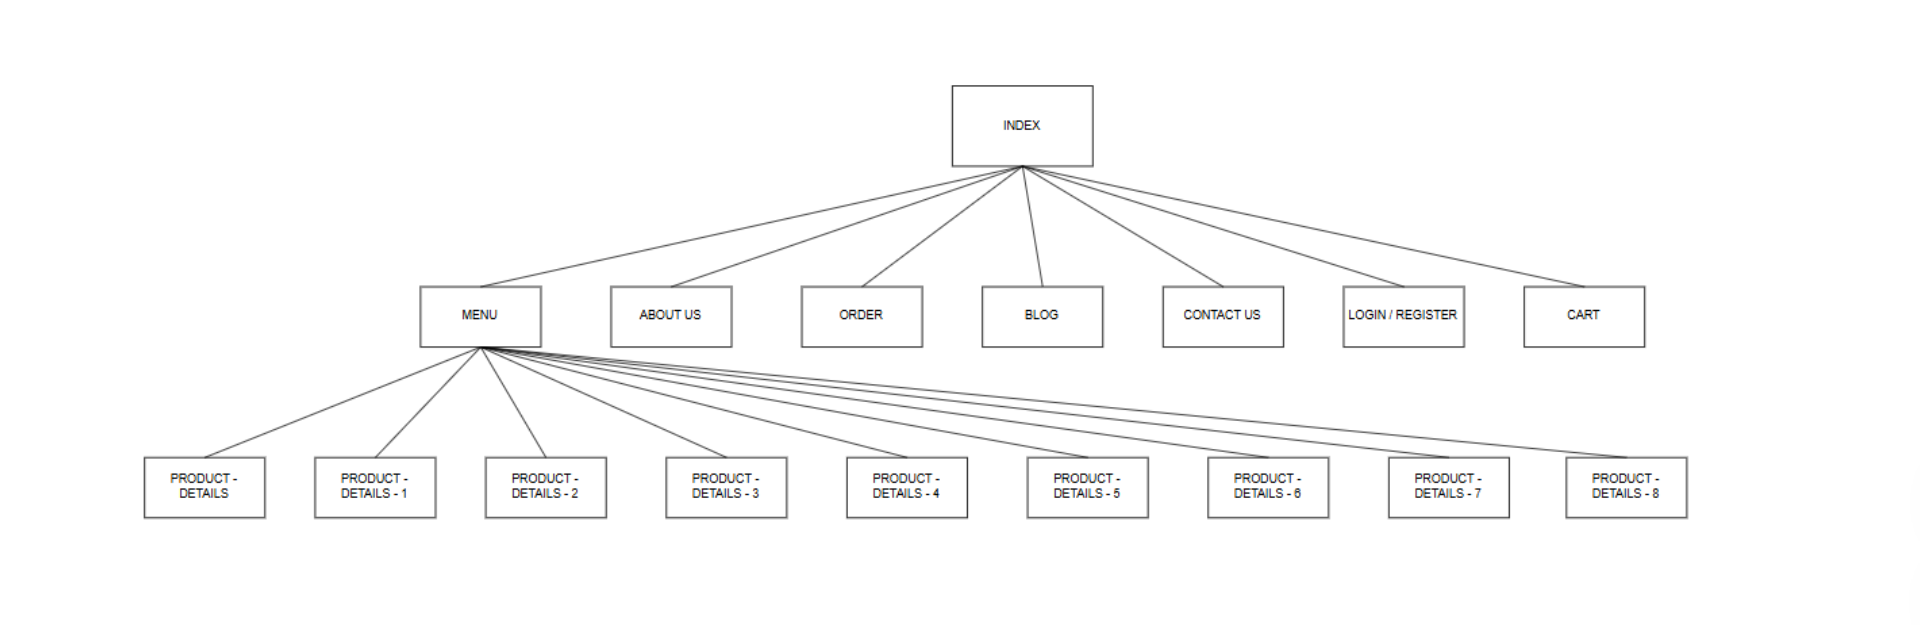 INDEX
MENU
ABOUT US
ORDER
BLOG
CONTACT US
LOGIN / REGISTER
CART
PRODUCT -
DETAILS
PRODUCT -
DETAILS - 1
PRODUCT -
DETAILS - 2
PRODUCT -
DETAILS - 3
PRODUCT -
DETAILS - 4
PRODUCT -
DETAILS - 5
PRODUCT -
DETAILS - 6
PRODUCT -
DETAILS - 7
PRODUCT -
DETAILS - 8